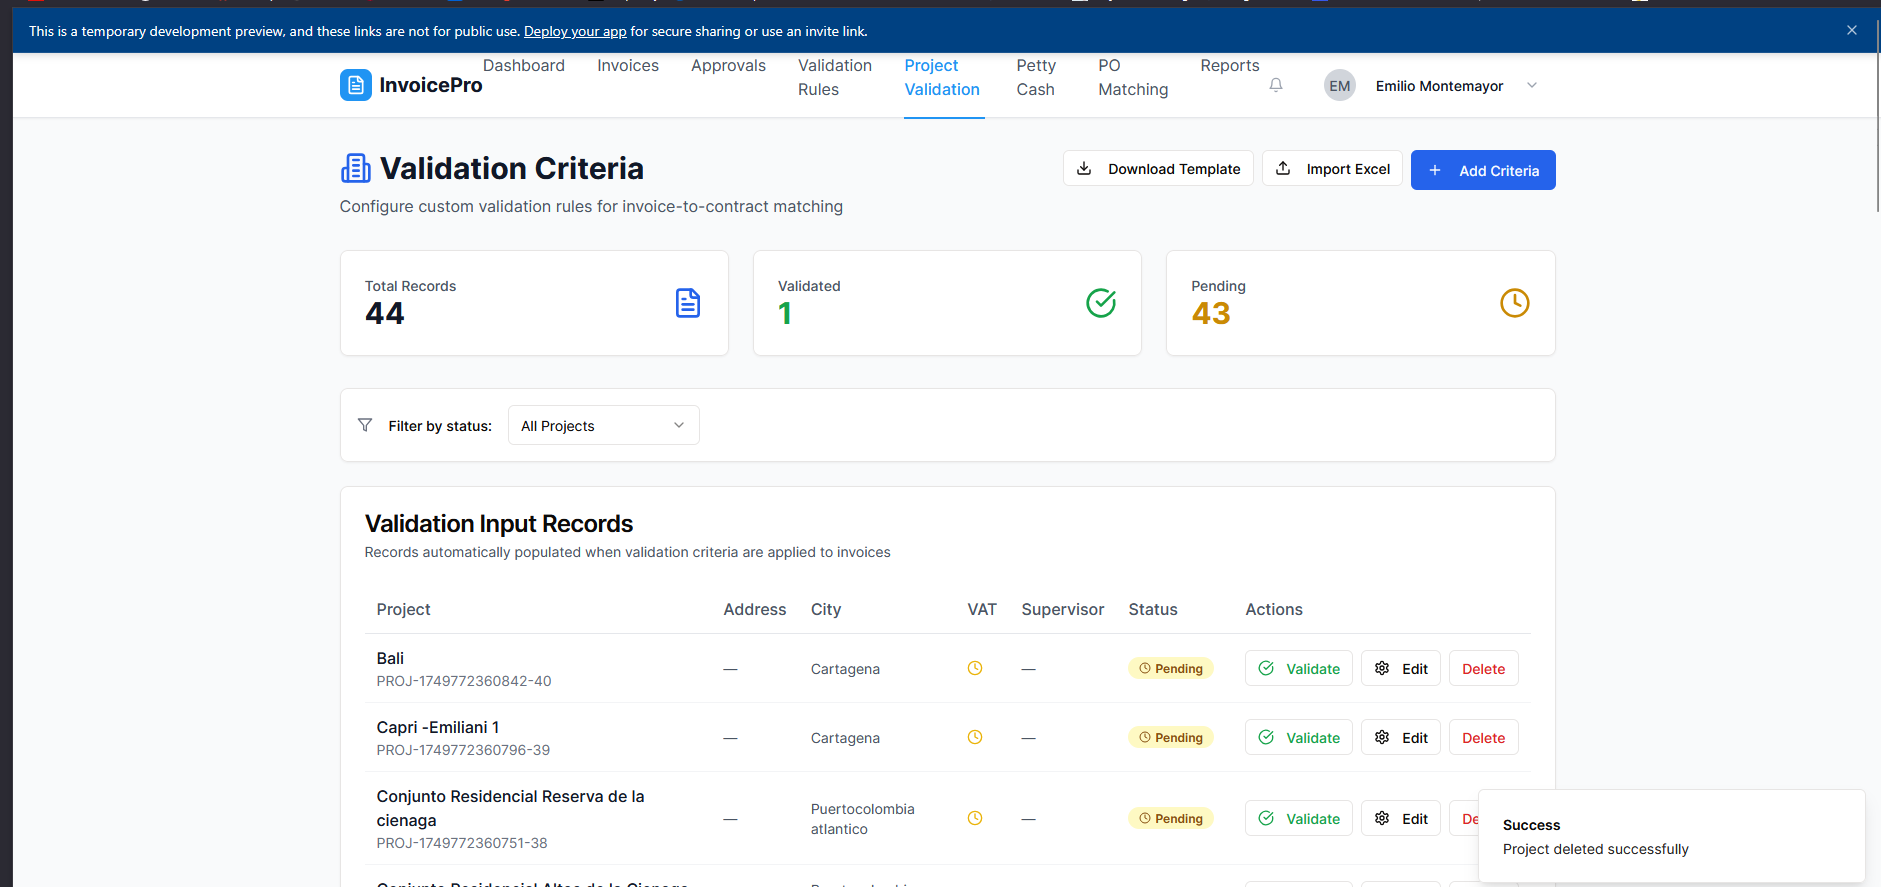 This is a temporary development preview, and these links are not for public use. Deploy your app for secure sharing or use an invite link.
InvoicePro
Dashboard
Invoices
Approvals
Validation Rules
Project Validation
Petty Cash
PO Matching
Reports
EM
Emilio Montemayor
Validation Criteria
Configure custom validation rules for invoice-to-contract matching
Download Template
Import Excel
+ Add Criteria
Total Records
44
Validated
1
Pending
43
Filter by status:
All Projects
Validation Input Records
Records automatically populated when validation criteria are applied to invoices
Project Address City VAT Supervisor Status Actions
Bali
PROJ-1749772360842-40
— Cartagena — Pending Validate Edit Delete
Capri -Emiliani 1
PROJ-1749772360796-39
— Cartagena — Pending Validate Edit Delete
Conjunto Residencial Reserva de la
cienaga
PROJ-1749772360751-38
— Puertocolombia
atlantico
— Pending Validate Edit De
Success
Project deleted successfully